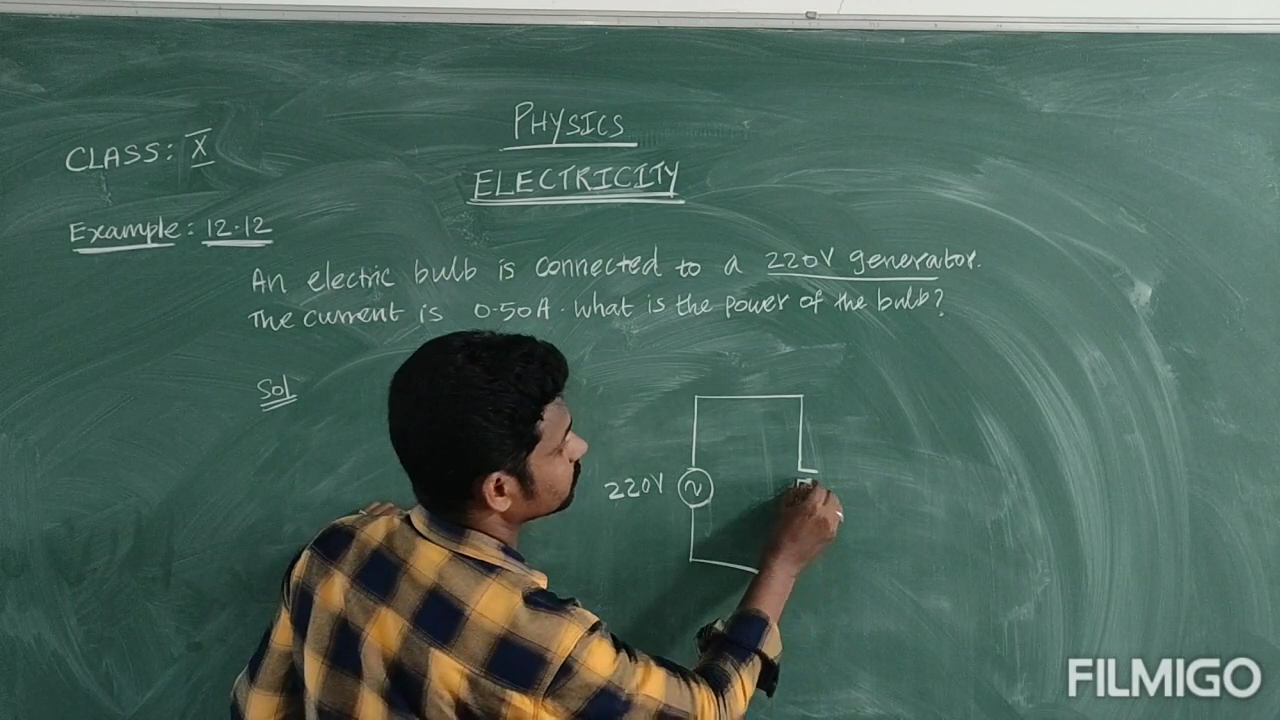 PHYSICS
CLASS: X
ELECTRICITY
Example: 12.12
An electric bulb is connected to a 220V generator.
The current is 0.50A. What is the power of the bulb?
Sol
220V
FILMIGO